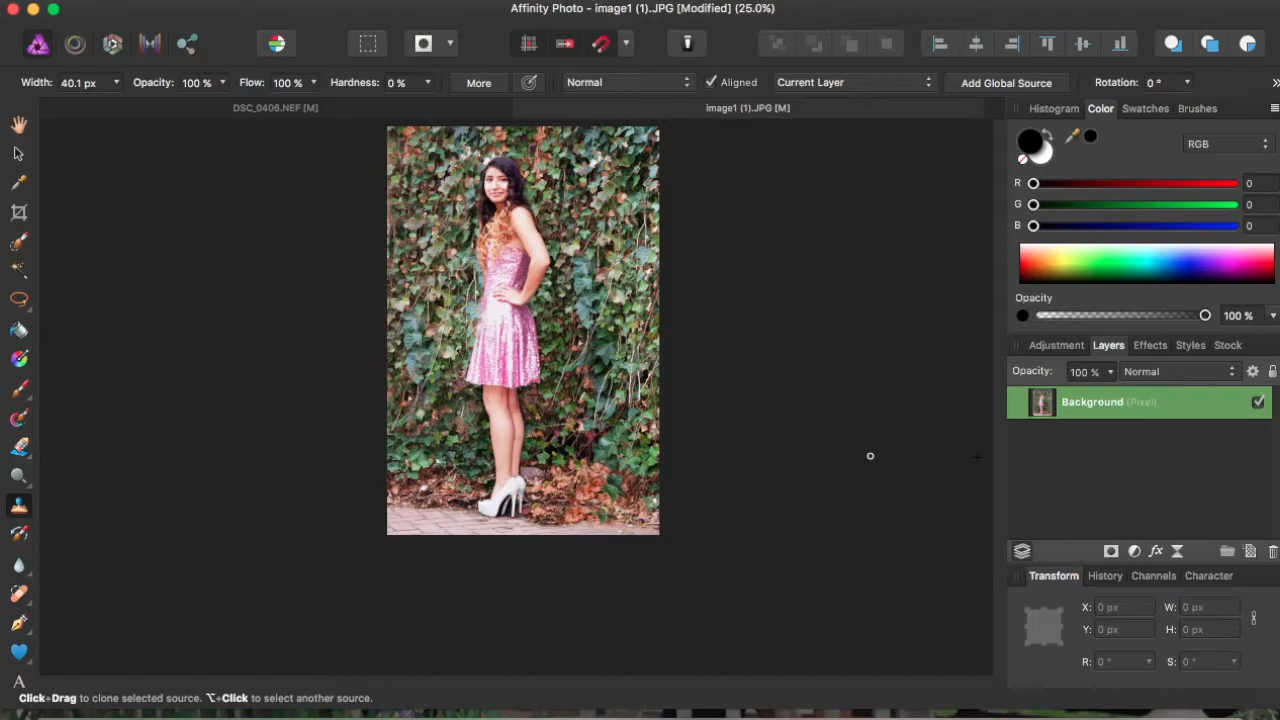 Affinity Photo - image1 (1).JPG [Modified] (25.0%)
Width: 40.1 px Opacity: 100 % Flow: 100 % Hardness: 0 % More Normal Aligned Current Layer Add Global Source Rotation: 0 °
DSC_0406.NEF [M] image1 (1).JPG [M]
Histogram Color Swatches Brushes
RGB
R 0
G 0
B 0
Opacity
100 %
Adjustment Layers Effects Styles Stock
Opacity: 100 % Normal
Background (Pixel)
fx
Transform History Channels Character
X: 0 px W: 0 px
Y: 0 px H: 0 px
R: 0 ° S: 0 °
A
Click+Drag to clone selected source. ⌥+Click to select another source.